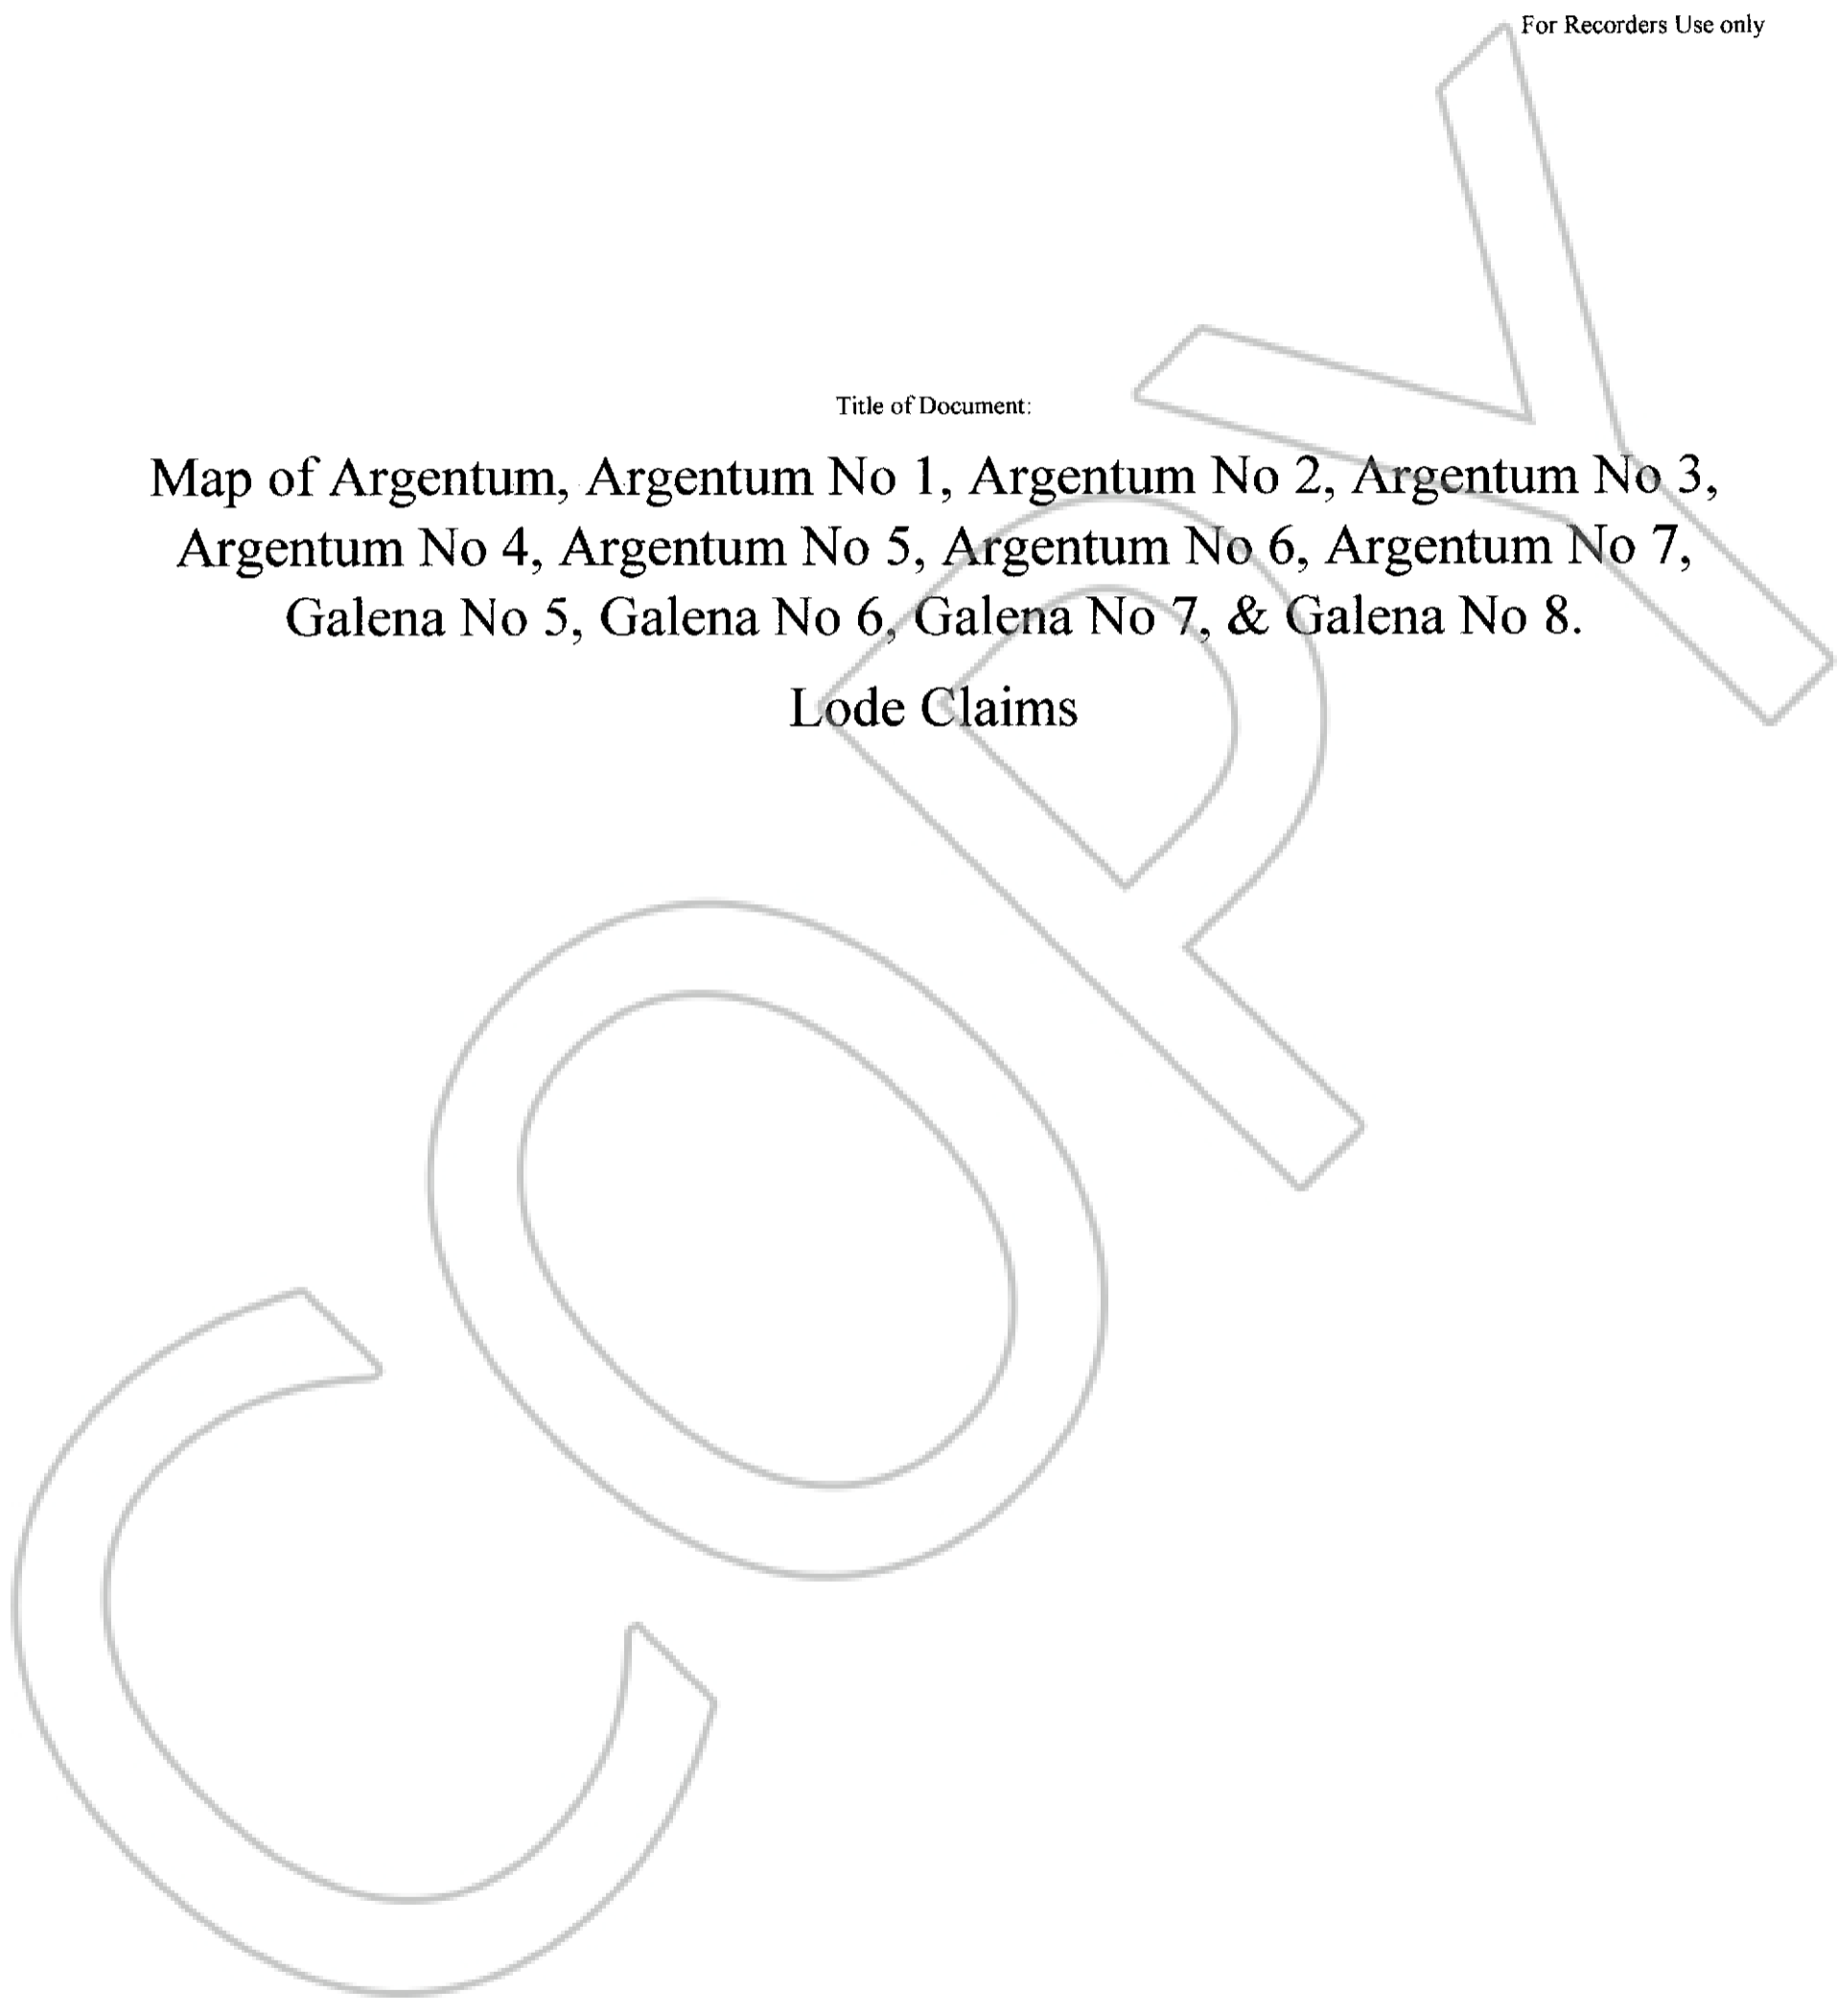 For Recorders Use only
Title of Document:
Map of Argentum, Argentum No 1, Argentum No 2, Argentum No 3,
Argentum No 4, Argentum No 5, Argentum No 6, Argentum No 7,
Galena No 5, Galena No 6, Galena No 7, & Galena No 8.
Lode Claims
COPY